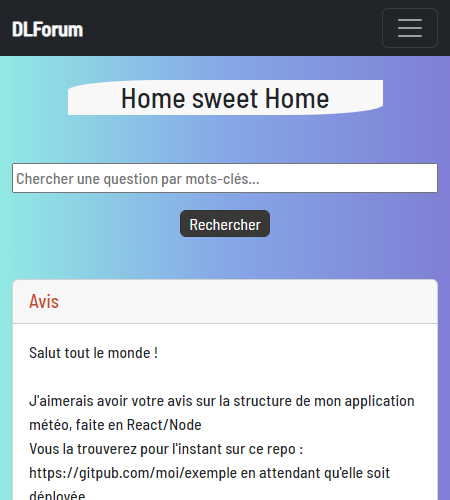 DLForum
Home sweet Home
Chercher une question par mots-clés...
Rechercher
Avis
Salut tout le monde !
J'aimerais avoir votre avis sur la structure de mon application
météo, faite en React/Node
Vous la trouverez pour l'instant sur ce repo :
https://gitpub.com/moi/exemple en attendant qu'elle soit
déployée